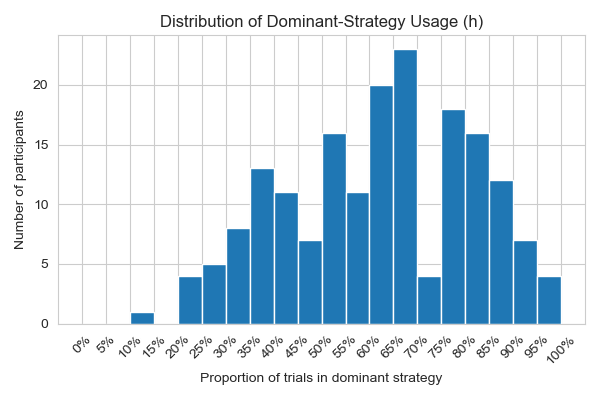 Distribution of Dominant-Strategy Usage (h)
Number of participants
20
15
10
5
0
0% 5% 10% 15% 20% 25% 30% 35% 40% 45% 50% 55% 60% 65% 70% 75% 80% 85% 90% 95% 100%
Proportion of trials in dominant strategy